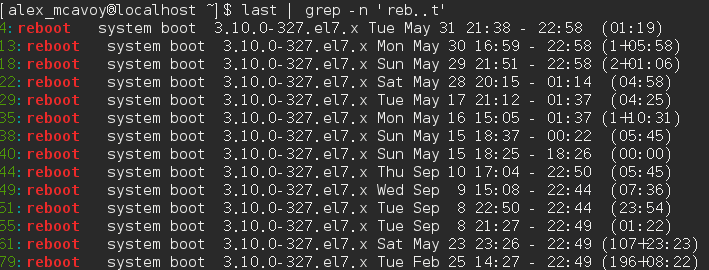 [alex_mcavoy@localhost ~]$ last | grep -n 'reb..t'
4:reboot   system boot  3.10.0-327.el7.x Tue May 31 21:38 - 22:58  (01:19)
13:reboot   system boot  3.10.0-327.el7.x Mon May 30 16:59 - 22:58 (1+05:58)
18:reboot   system boot  3.10.0-327.el7.x Sun May 29 21:51 - 22:58 (2+01:06)
22:reboot   system boot  3.10.0-327.el7.x Sat May 28 20:15 - 01:14  (04:58)
29:reboot   system boot  3.10.0-327.el7.x Tue May 17 21:12 - 01:37  (04:25)
35:reboot   system boot  3.10.0-327.el7.x Mon May 16 15:05 - 01:37 (1+10:31)
38:reboot   system boot  3.10.0-327.el7.x Sun May 15 18:37 - 00:22  (05:45)
40:reboot   system boot  3.10.0-327.el7.x Sun May 15 18:25 - 18:26  (00:00)
44:reboot   system boot  3.10.0-327.el7.x Thu Sep 10 17:04 - 22:50  (05:45)
49:reboot   system boot  3.10.0-327.el7.x Wed Sep  9 15:08 - 22:44  (07:36)
51:reboot   system boot  3.10.0-327.el7.x Tue Sep  8 22:50 - 22:44  (23:54)
55:reboot   system boot  3.10.0-327.el7.x Tue Sep  8 21:27 - 22:49  (01:22)
61:reboot   system boot  3.10.0-327.el7.x Sat May 23 23:26 - 22:49 (107+23:23)
79:reboot   system boot  3.10.0-327.el7.x Tue Feb 25 14:27 - 22:49 (196+08:22)